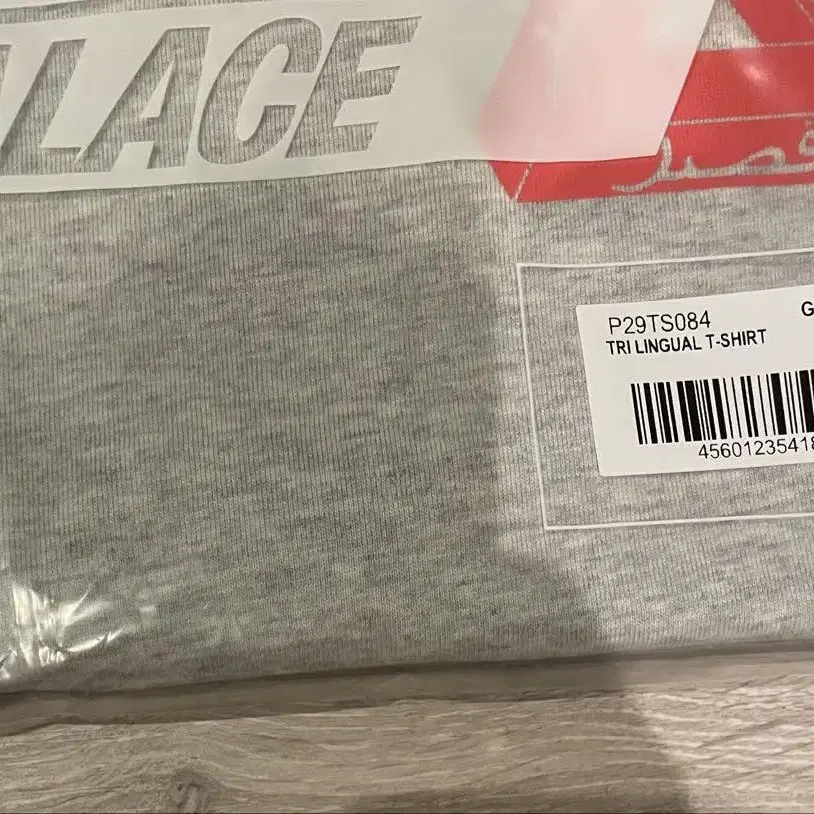 LACE
P29TS084
G
TRI LINGUAL T-SHIRT
45601235418